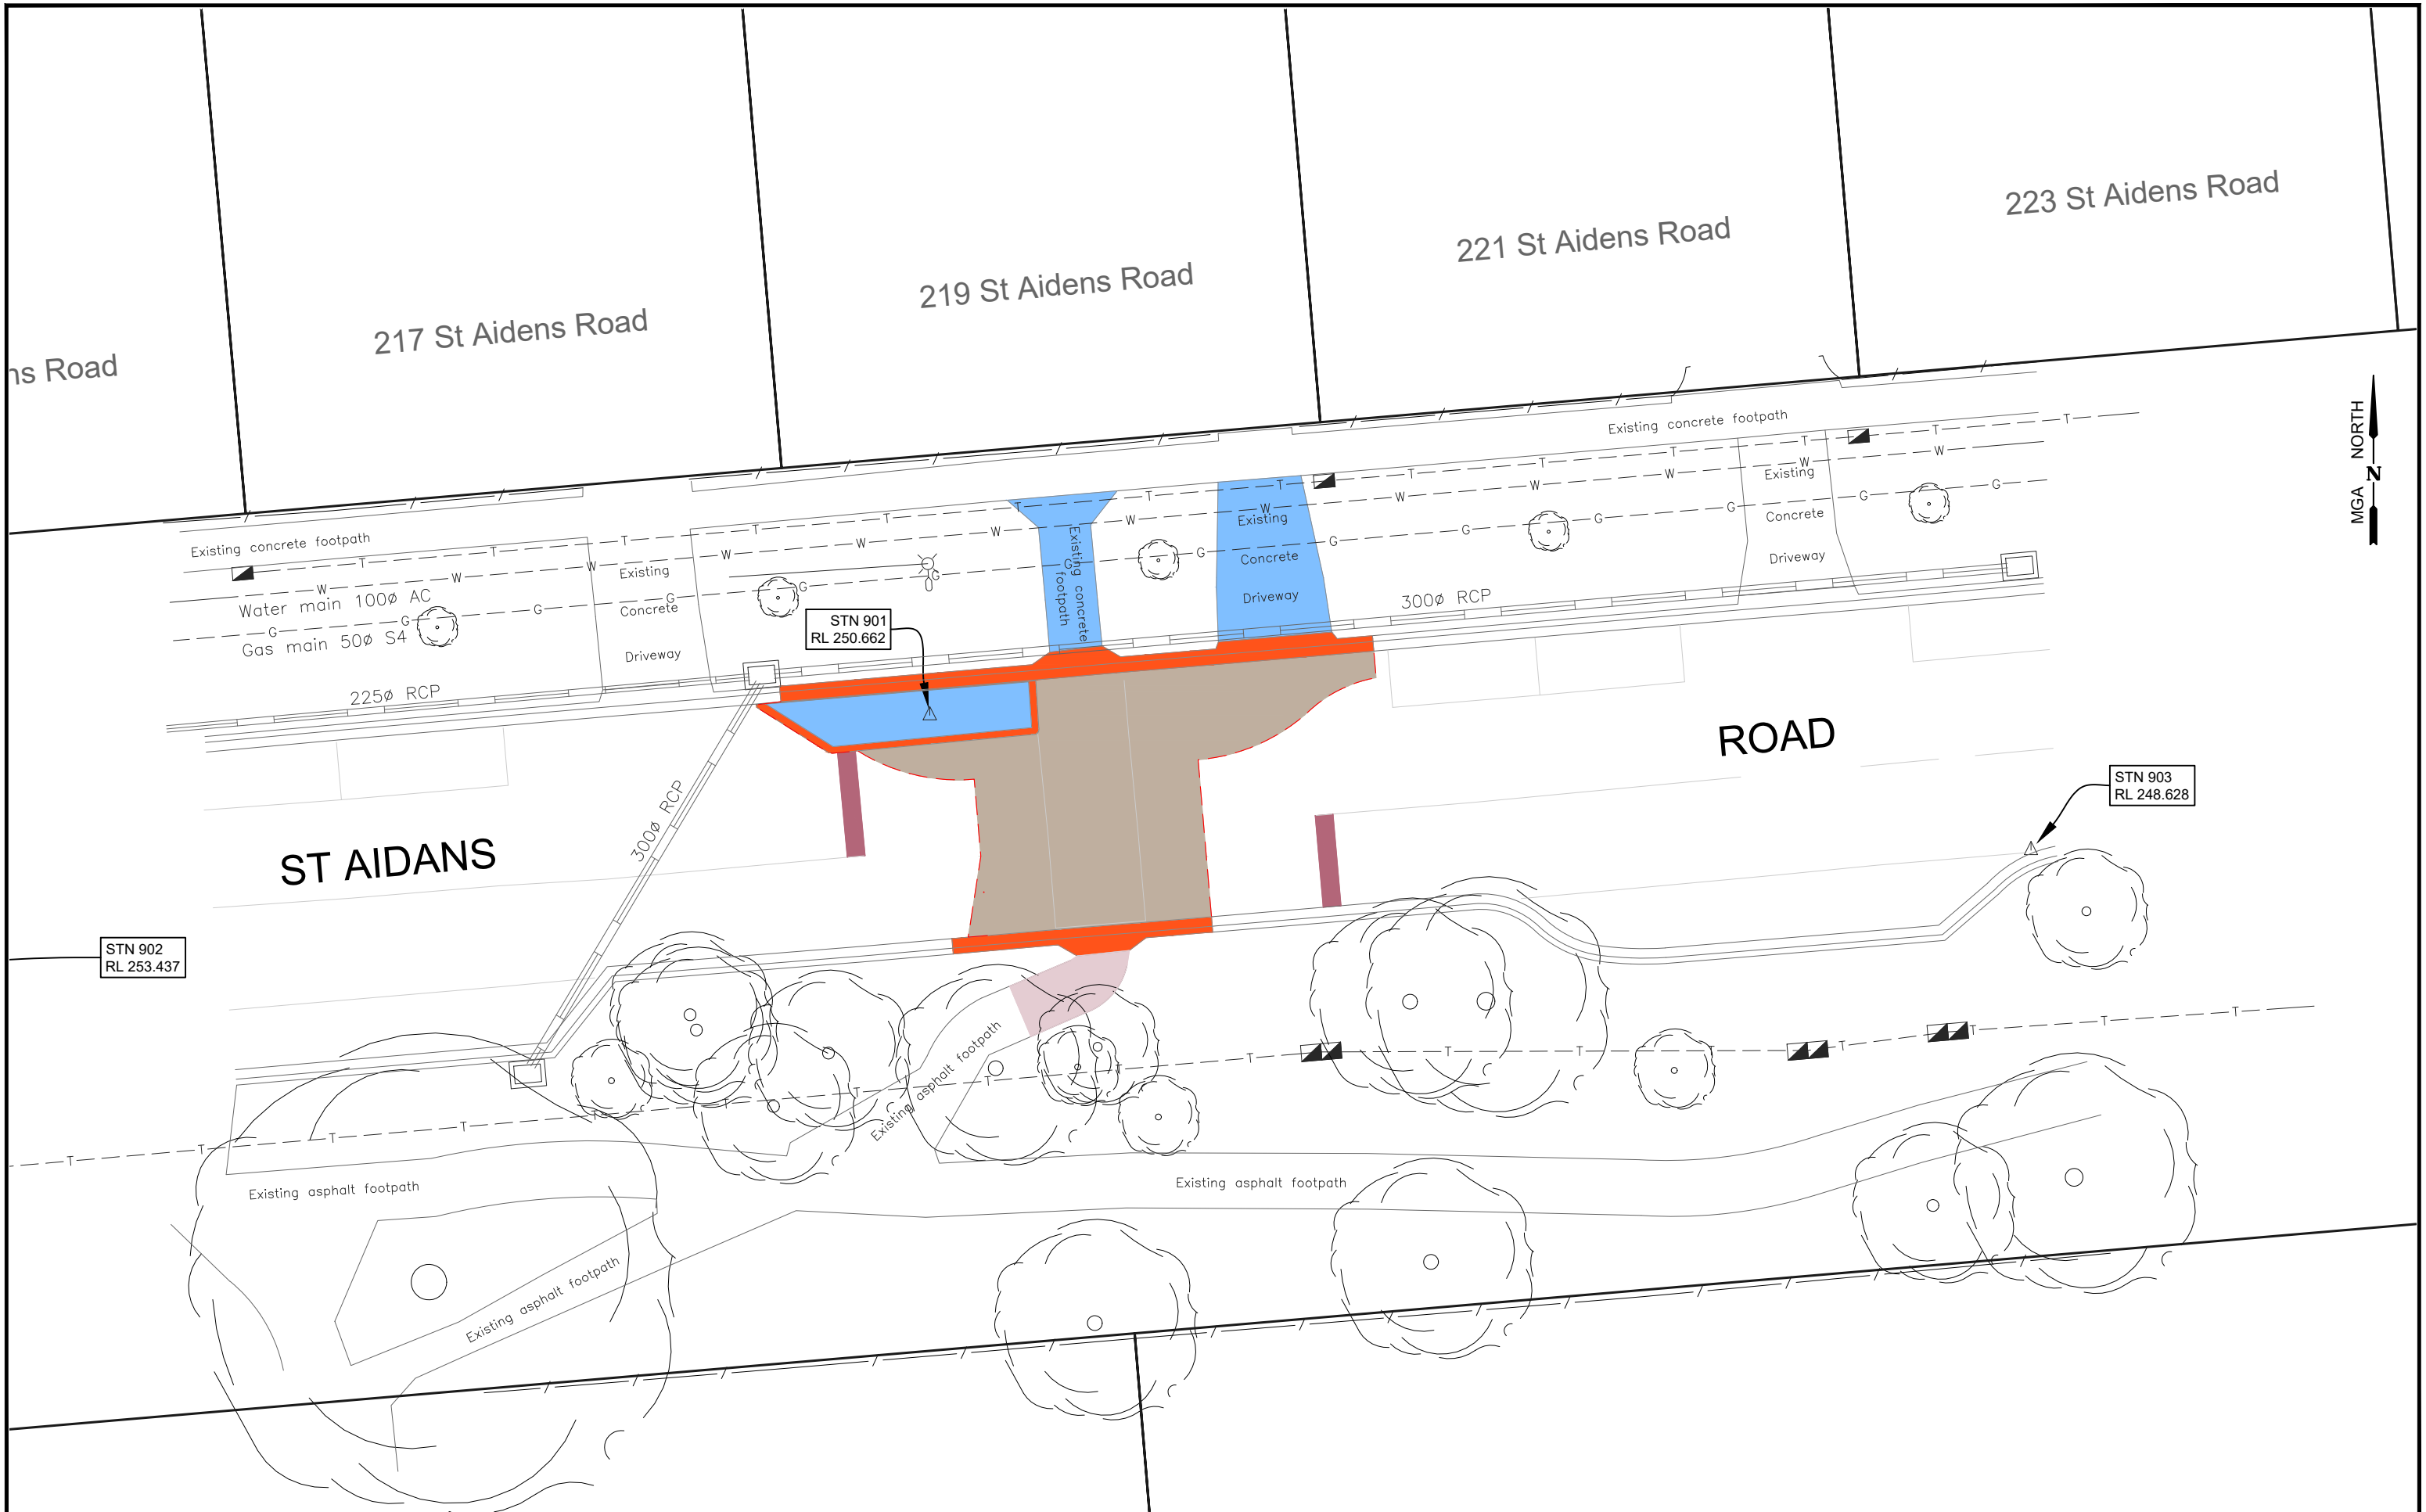 223 St Aidens Road
221 St Aidens Road
219 St Aidens Road
217 St Aidens Road
ns Road
MGA N NORTH
Existing concrete footpath
Existing
Concrete
Driveway
Existing concrete
footpath
Existing
Concrete
Driveway
Existing concrete footpath
Existing
Concrete
Driveway
Water main 100ø AC
Gas main 50ø S4
225ø RCP
300ø RCP
STN 901
RL 250.662
ROAD
STN 903
RL 248.628
300ø RCP
ST AIDANS
STN 902
RL 253.437
Existing asphalt footpath
Existing asphalt footpath
Existing asphalt footpath
Existing asphalt footpath